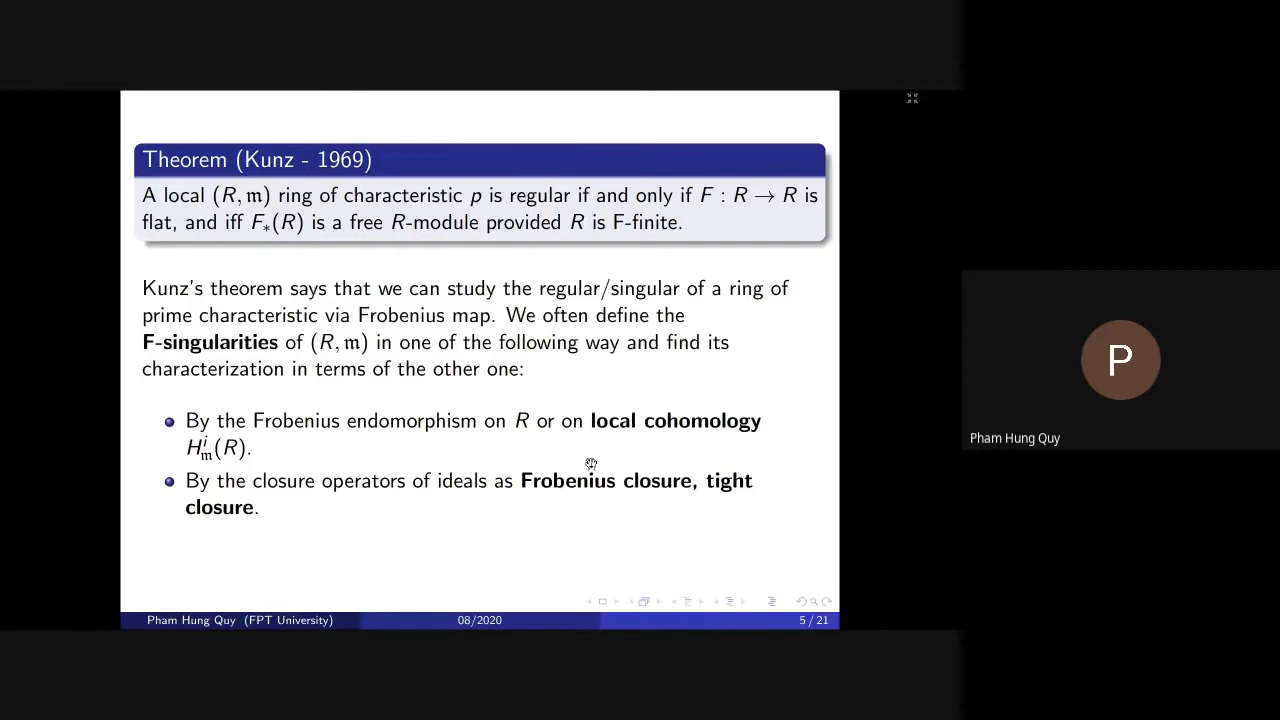 Theorem (Kunz - 1969)
A local (R, 𝔪) ring of characteristic p is regular if and only if F : R → R is
flat, and iff F∗(R) is a free R-module provided R is F-finite.
Kunz's theorem says that we can study the regular/singular of a ring of
prime characteristic via Frobenius map. We often define the
F-singularities of (R, 𝔪) in one of the following way and find its
characterization in terms of the other one:
By the Frobenius endomorphism on R or on local cohomology
H^i_𝔪(R).
By the closure operators of ideals as Frobenius closure, tight
closure.
Pham Hung Quy (FPT University) 08/2020 5 / 21
P
Pham Hung Quy